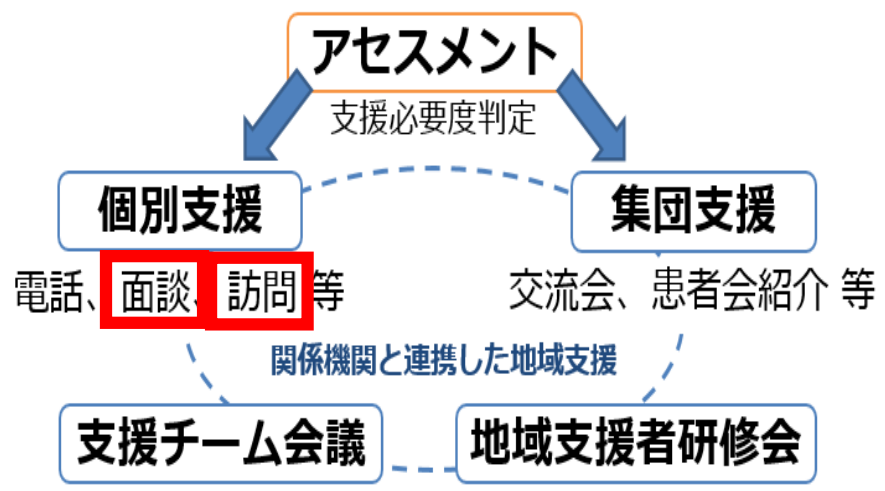 アセスメント
支援必要度判定
個別支援
集団支援
電話、面談、訪問 等
交流会、患者会紹介 等
関係機関と連携した地域支援
支援チーム会議
地域支援者研修会